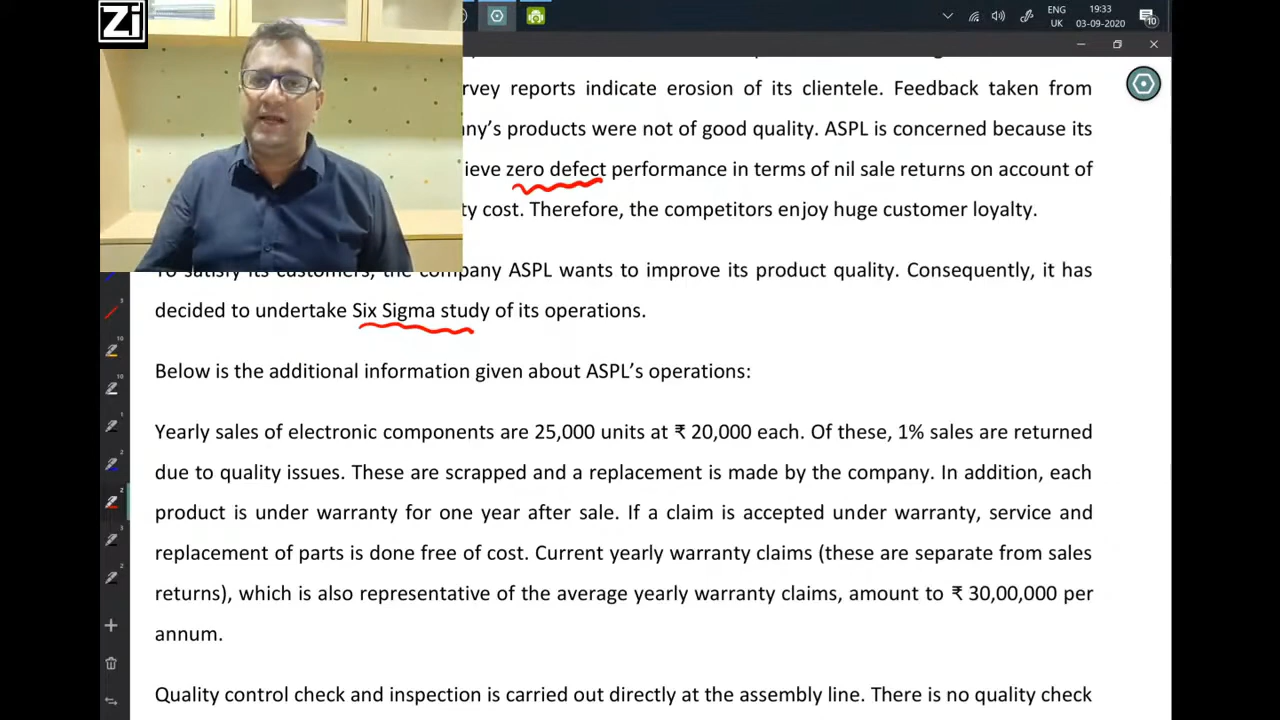 Zi
ENG
19:33
UK
03-09-2020
10
rvey reports indicate erosion of its clientele. Feedback taken from
ny's products were not of good quality. ASPL is concerned because its
ieve zero defect performance in terms of nil sale returns on account of
ty cost. Therefore, the competitors enjoy huge customer loyalty.
To satisfy its customers, the company ASPL wants to improve its product quality. Consequently, it has
decided to undertake Six Sigma study of its operations.
Below is the additional information given about ASPL's operations:
Yearly sales of electronic components are 25,000 units at ₹ 20,000 each. Of these, 1% sales are returned
due to quality issues. These are scrapped and a replacement is made by the company. In addition, each
product is under warranty for one year after sale. If a claim is accepted under warranty, service and
replacement of parts is done free of cost. Current yearly warranty claims (these are separate from sales
returns), which is also representative of the average yearly warranty claims, amount to ₹ 30,00,000 per
annum.
Quality control check and inspection is carried out directly at the assembly line. There is no quality check